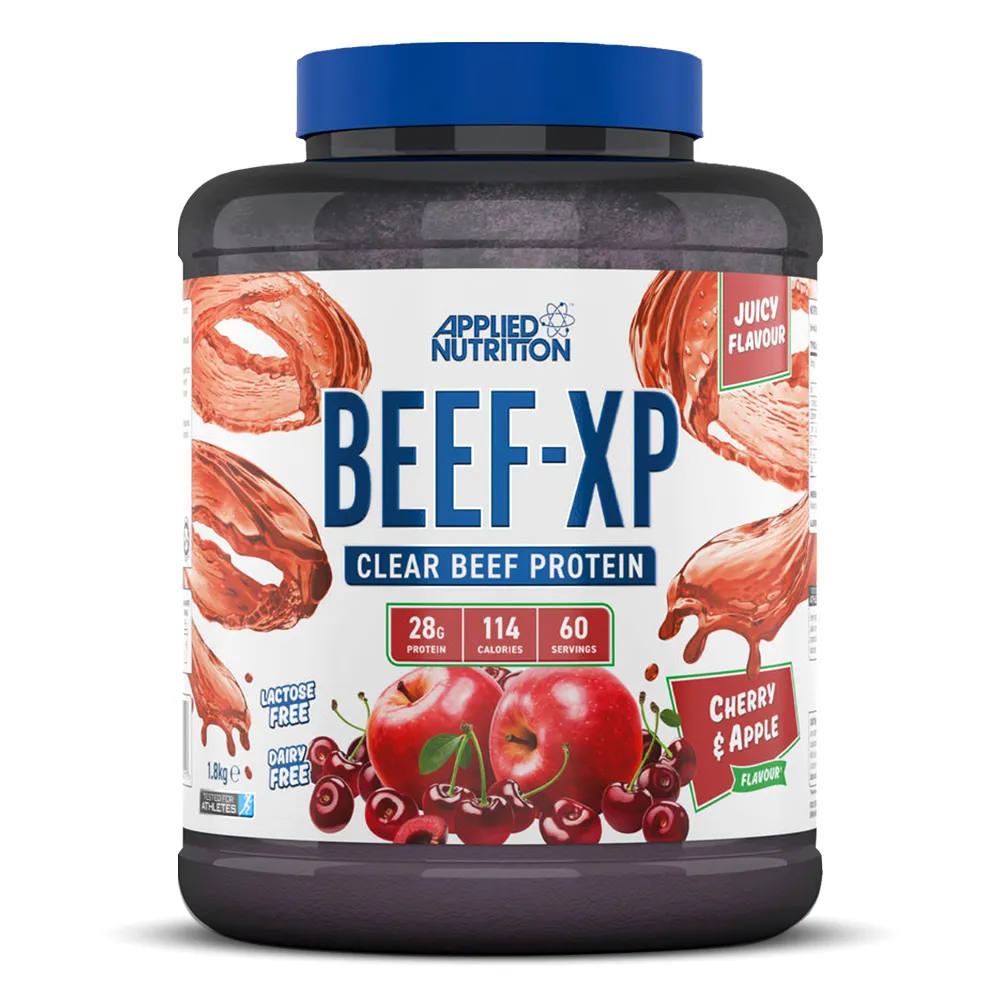 APPLIED
NUTRITION
JUICY
FLAVOUR
BEEF-XP
CLEAR BEEF PROTEIN
28G
PROTEIN
114
CALORIES
60
SERVINGS
LACTOSE
FREE
DAIRY
FREE
CHERRY
& APPLE
FLAVOUR
1.8kg e
TESTED FOR
ATHLETES